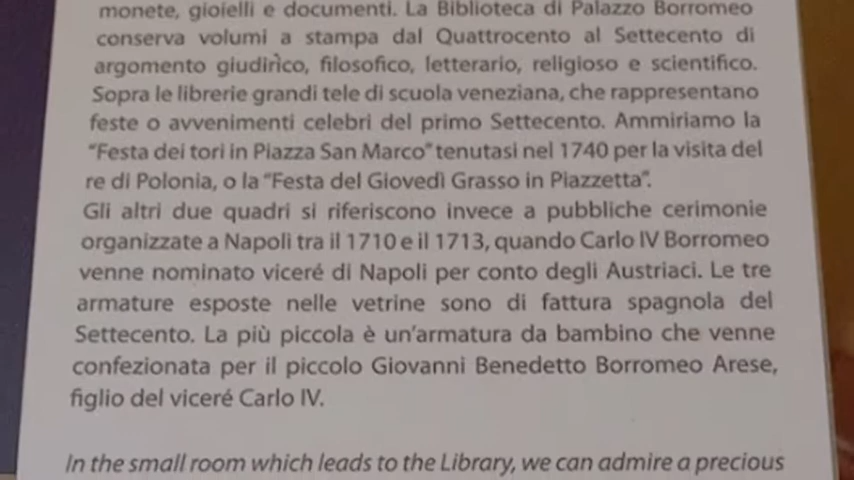 monete, gioielli e documenti. La Biblioteca di Palazzo Borromeo
conserva volumi a stampa dal Quattrocento al Settecento di
argomento giudirìco, filosofico, letterario, religioso e scientifico.
Sopra le librerie grandi tele di scuola veneziana, che rappresentano
feste o avvenimenti celebri del primo Settecento. Ammiriamo la
“Festa dei tori in Piazza San Marco” tenutasi nel 1740 per la visita del
re di Polonia, o la “Festa del Giovedì Grasso in Piazzetta”.
Gli altri due quadri si riferiscono invece a pubbliche cerimonie
organizzate a Napoli tra il 1710 e il 1713, quando Carlo IV Borromeo
venne nominato viceré di Napoli per conto degli Austriaci. Le tre
armature esposte nelle vetrine sono di fattura spagnola del
Settecento. La più piccola è un’armatura da bambino che venne
confezionata per il piccolo Giovanni Benedetto Borromeo Arese,
figlio del viceré Carlo IV.
In the small room which leads to the Library, we can admire a precious